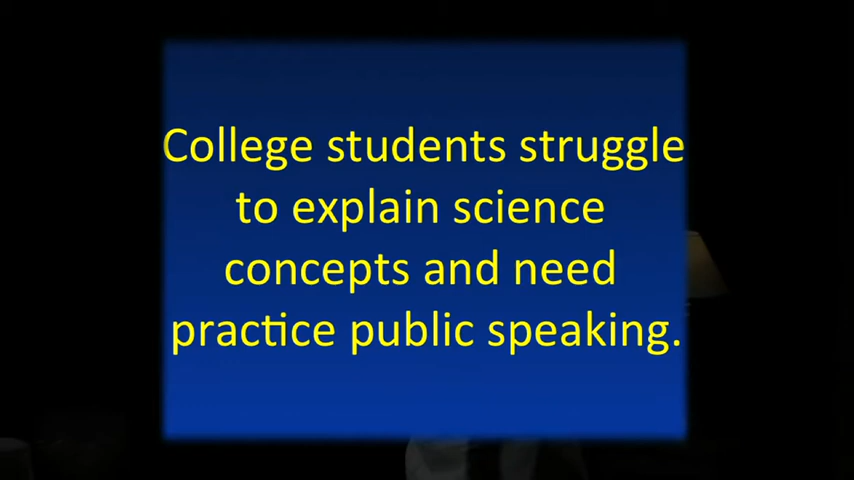 College students struggle
to explain science
concepts and need
practice public speaking.